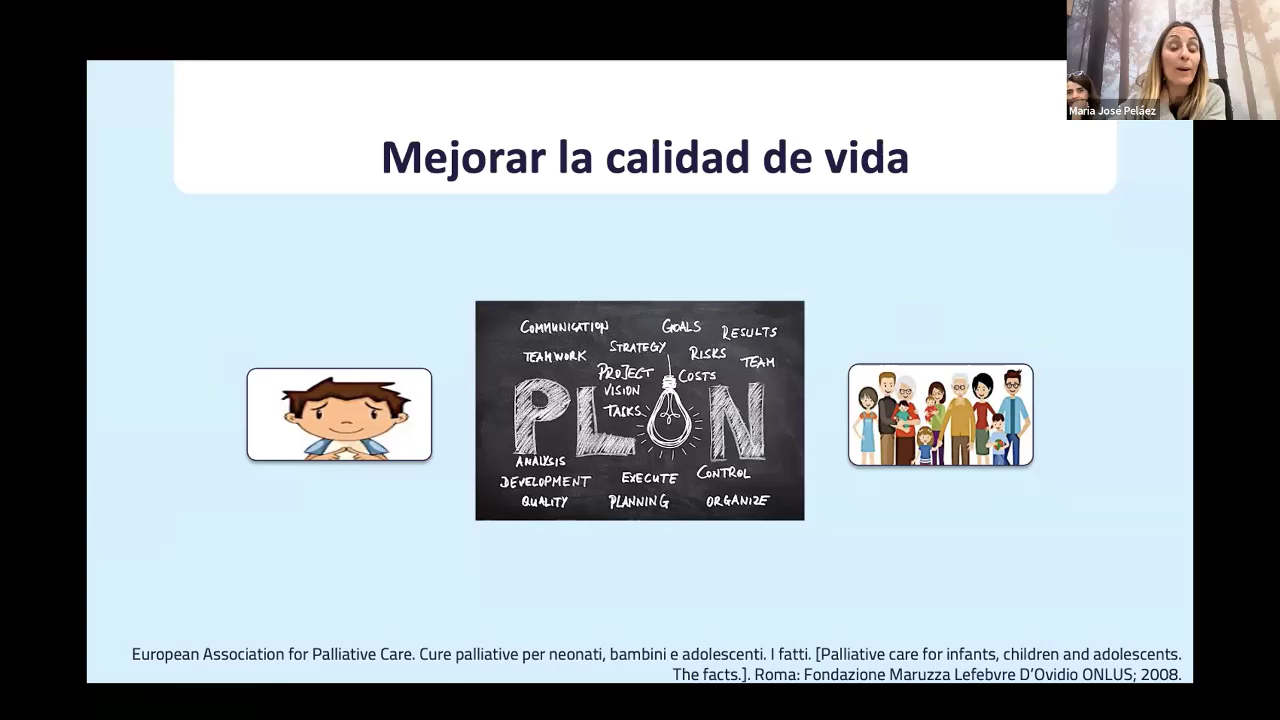 Maria José Peláez
Mejorar la calidad de vida
COMMUNICATION
GOALS
RESULTS
TEAMWORK
STRATEGY
RISKS
TEAM
PROJECT
COSTS
VISION
TASKS
PLAN
ANALYSIS
DEVELOPMENT
EXECUTE
CONTROL
QUALITY
PLANNING
ORGANIZE
European Association for Palliative Care. Cure palliative per neonati, bambini e adolescenti. I fatti. [Palliative care for infants, children and adolescents.
The facts.]. Roma: Fondazione Maruzza Lefebvre D'Ovidio ONLUS; 2008.